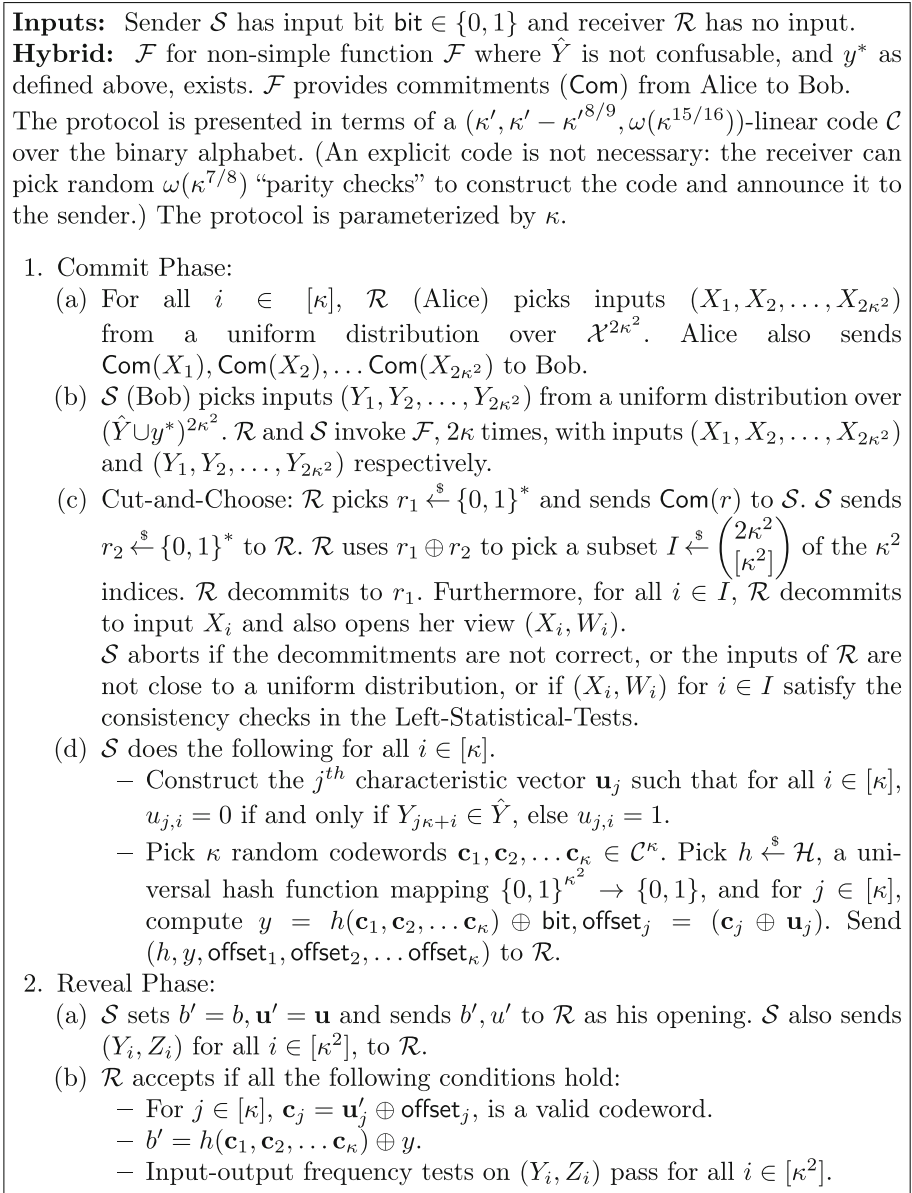 Inputs: Sender 𝒮 has input bit bit ∈ {0, 1} and receiver ℛ has no input.
Hybrid: ℱ for non-simple function ℱ where Ŷ is not confusable, and y* as
defined above, exists. ℱ provides commitments (Com) from Alice to Bob.
The protocol is presented in terms of a (κ′, κ′ − κ′^{8/9}, ω(κ^{15/16}))-linear code 𝒞
over the binary alphabet. (An explicit code is not necessary: the receiver can
pick random ω(κ^{7/8}) “parity checks” to construct the code and announce it to
the sender.) The protocol is parameterized by κ.
1. Commit Phase:
(a) For all i ∈ [κ], ℛ (Alice) picks inputs (X_1, X_2, . . . , X_{2κ^2})
from a uniform distribution over 𝒳^{2κ^2}. Alice also sends
Com(X_1), Com(X_2), . . . Com(X_{2κ^2}) to Bob.
(b) 𝒮 (Bob) picks inputs (Y_1, Y_2, . . . , Y_{2κ^2}) from a uniform distribution over
(Ŷ∪y*)^{2κ^2}. ℛ and 𝒮 invoke ℱ, 2κ times, with inputs (X_1, X_2, . . . , X_{2κ^2})
and (Y_1, Y_2, . . . , Y_{2κ^2}) respectively.
(c) Cut-and-Choose: ℛ picks r_1 ←$ {0, 1}* and sends Com(r) to 𝒮. 𝒮 sends
r_2 ←$ {0, 1}* to ℛ. ℛ uses r_1 ⊕ r_2 to pick a subset I ←$ (2κ^2 [κ^2]) of the κ^2
indices. ℛ decommits to r_1. Furthermore, for all i ∈ I, ℛ decommits
to input X_i and also opens her view (X_i, W_i).
𝒮 aborts if the decommitments are not correct, or the inputs of ℛ are
not close to a uniform distribution, or if (X_i, W_i) for i ∈ I satisfy the
consistency checks in the Left-Statistical-Tests.
(d) 𝒮 does the following for all i ∈ [κ].
– Construct the j^{th} characteristic vector u_j such that for all i ∈ [κ],
u_{j,i} = 0 if and only if Y_{jκ+i} ∈ Ŷ, else u_{j,i} = 1.
– Pick κ random codewords c_1, c_2, . . . c_κ ∈ 𝒞^κ. Pick h ←$ ℋ, a uni-
versal hash function mapping {0, 1}^{κ^2} → {0, 1}, and for j ∈ [κ],
compute y = h(c_1, c_2, . . . c_κ) ⊕ bit, offset_j = (c_j ⊕ u_j). Send
(h, y, offset_1, offset_2, . . . offset_κ) to ℛ.
2. Reveal Phase:
(a) 𝒮 sets b′ = b, u′ = u and sends b′, u′ to ℛ as his opening. 𝒮 also sends
(Y_i, Z_i) for all i ∈ [κ^2], to ℛ.
(b) ℛ accepts if all the following conditions hold:
– For j ∈ [κ], c_j = u′_j ⊕ offset_j, is a valid codeword.
– b′ = h(c_1, c_2, . . . c_κ) ⊕ y.
– Input-output frequency tests on (Y_i, Z_i) pass for all i ∈ [κ^2].